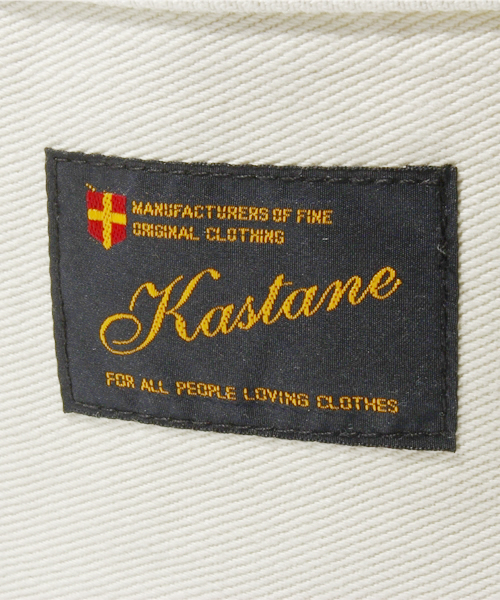 MANUFACTURERS OF FINE
ORIGINAL CLOTHING
Kastane
FOR ALL PEOPLE LOVING CLOTHES